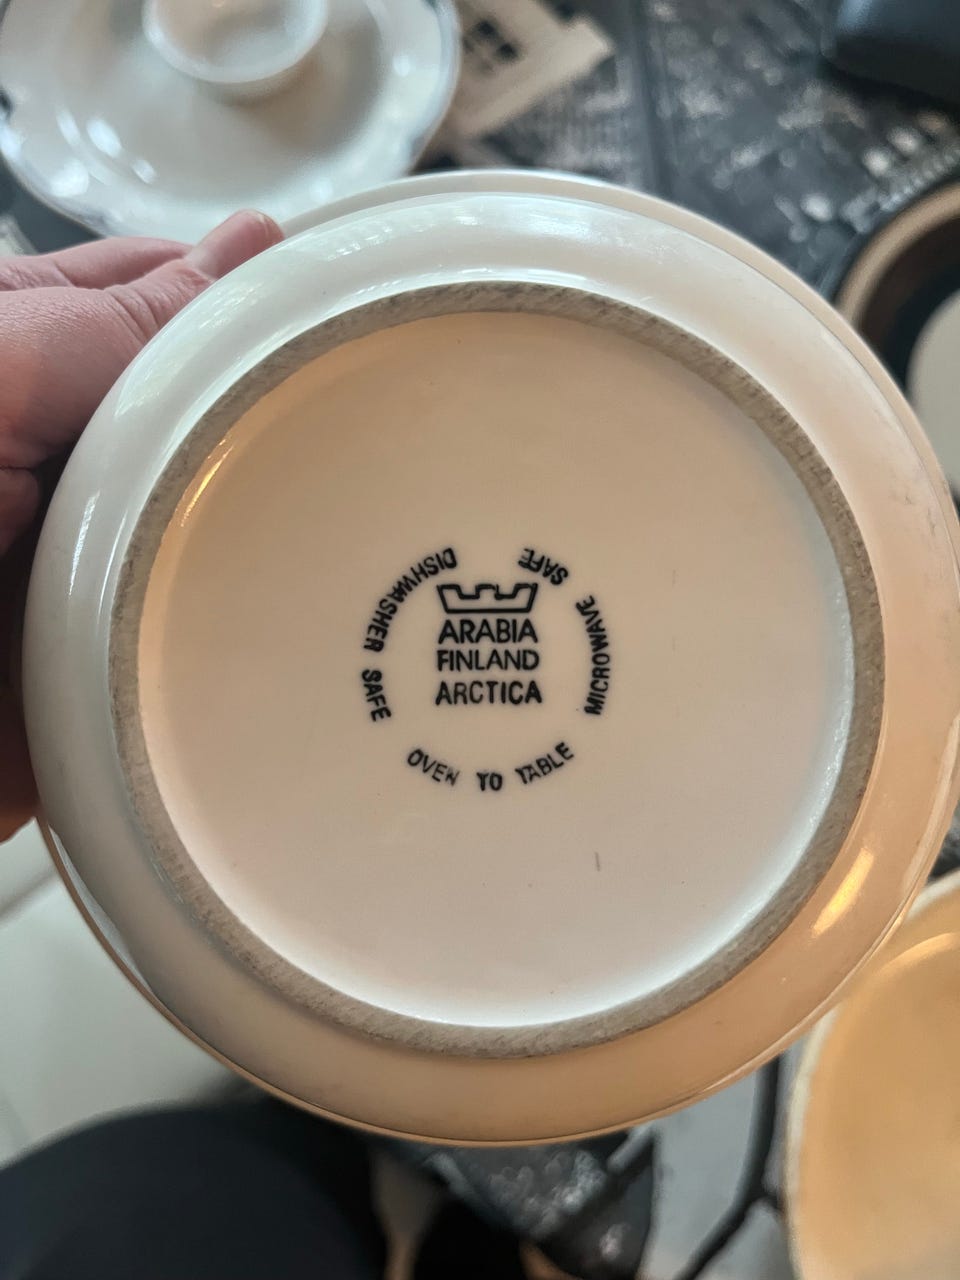 ARABIA
FINLAND
ARCTICA
DISHWASHER SAFE
OVEN TO TABLE
MICROWAVE SAFE